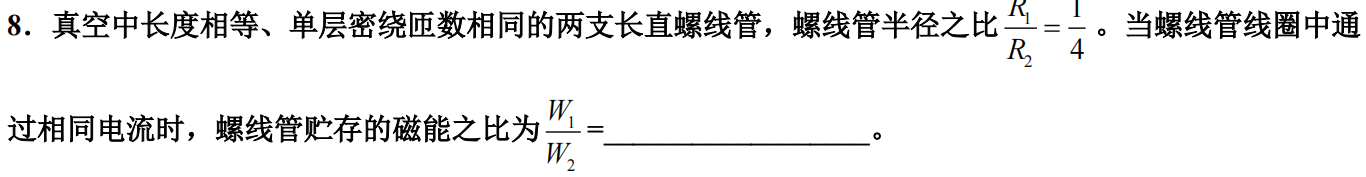 8．真空中长度相等、单层密绕匝数相同的两支长直螺线管，螺线管半径之比 R₁/R₂ = 1/4 。当螺线管线圈中通
过相同电流时，螺线管贮存的磁能之比为 W₁/W₂ =__________________。